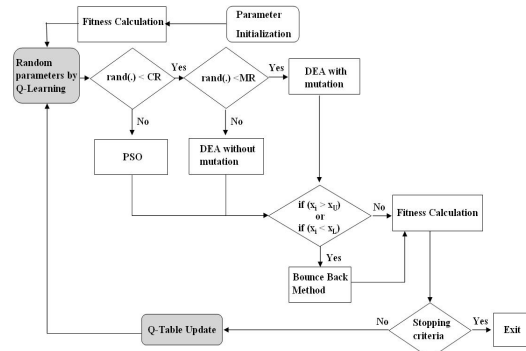 Fitness Calculation
Parameter
Initialization
Random
parameters by
Q-Learning
rand(.) < CR
Yes
rand(.) <MR
Yes
DEA with
mutation
No
No
PSO
DEA without
mutation
if (xᵢ > x_U)
or
if (xᵢ < x_L)
No
Fitness Calculation
Yes
Bounce Back
Method
Q-Table Update
No
Stopping
criteria
Yes
Exit